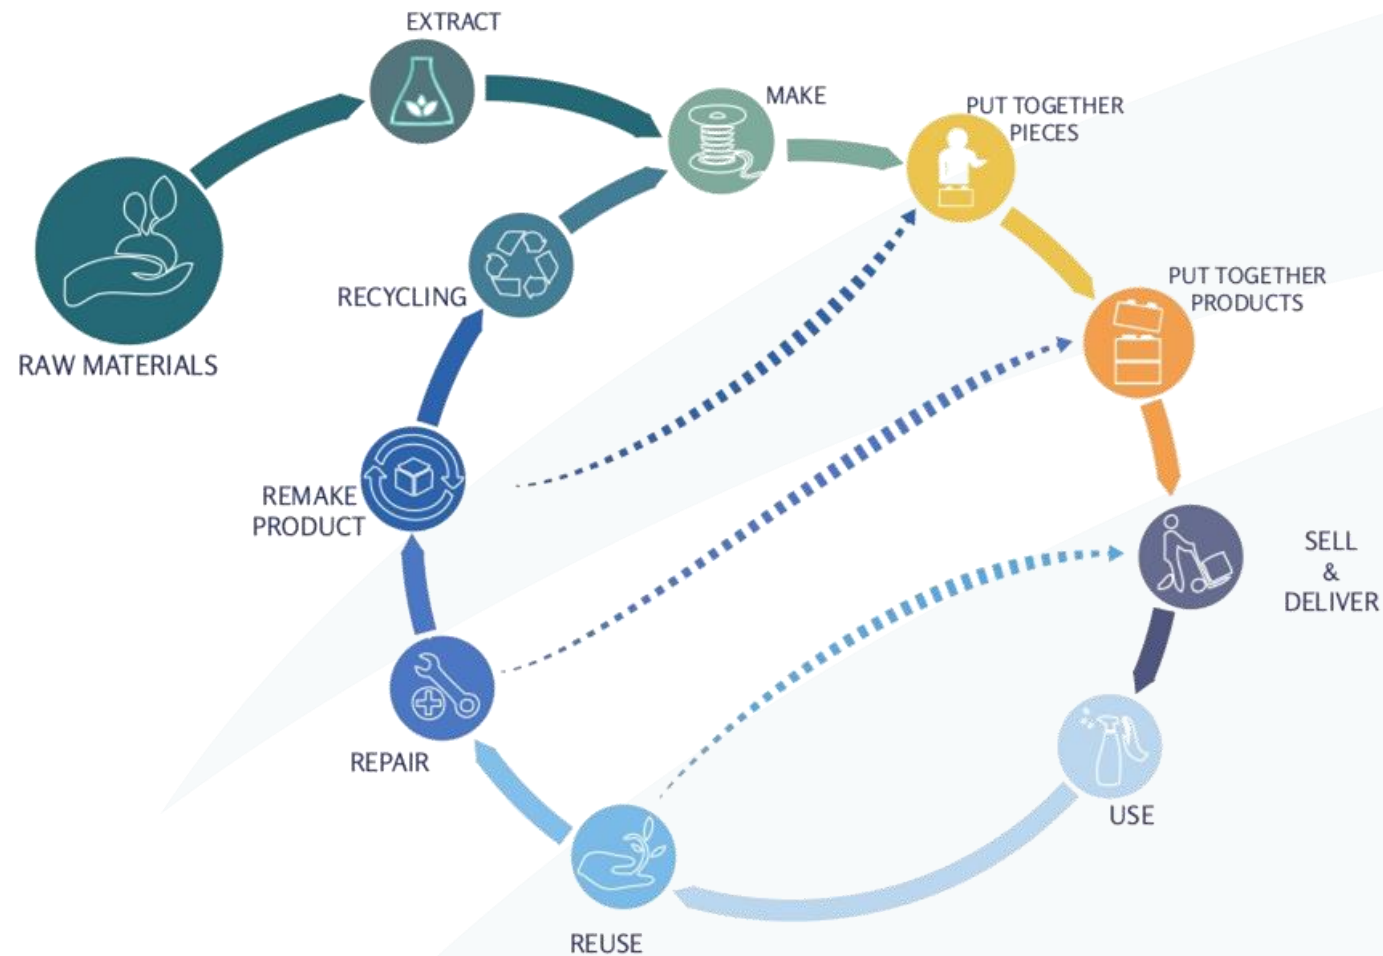 EXTRACT
MAKE
PUT TOGETHER
PIECES
PUT TOGETHER
PRODUCTS
RECYCLING
RAW MATERIALS
REMAKE
PRODUCT
SELL
&
DELIVER
REPAIR
USE
REUSE